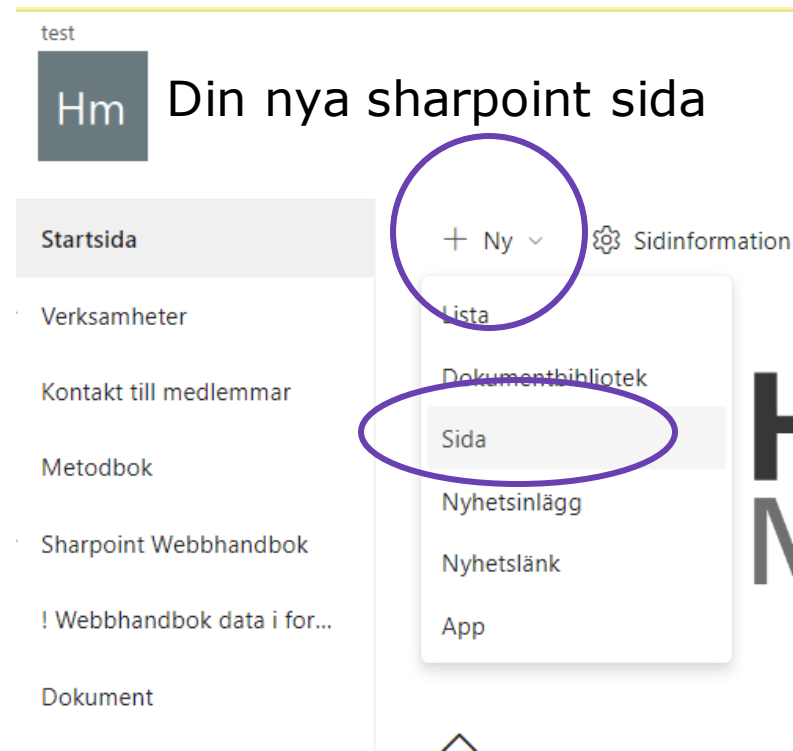 test
Hm
Din nya sharpoint sida
Startsida
+ Ny
Sidinformation
Verksamheter
Kontakt till medlemmar
Metodbok
Sharpoint Webbhandbok
! Webbhandbok data i for...
Dokument
Lista
Dokumentbibliotek
Sida
Nyhetsinlägg
Nyhetslänk
App